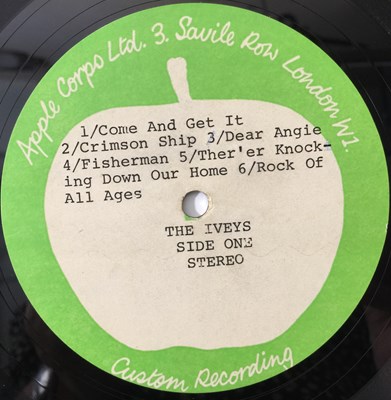 Apple Corps Ltd. 3. Savile Row London W1.
1/Come And Get It
2/Crimson Ship 3/Dear Angie
4/Fisherman 5/Ther'er Knock-
ing Down Our Home 6/Rock Of
All Ages
THE IVEYS
SIDE ONE
STEREO
Custom Recording